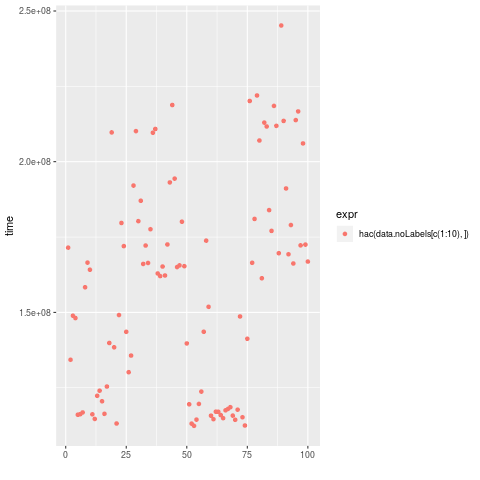 2.5e+08
2.0e+08
1.5e+08
time
0 25 50 75 100
expr
hac(data.noLabels[c(1:10), ])